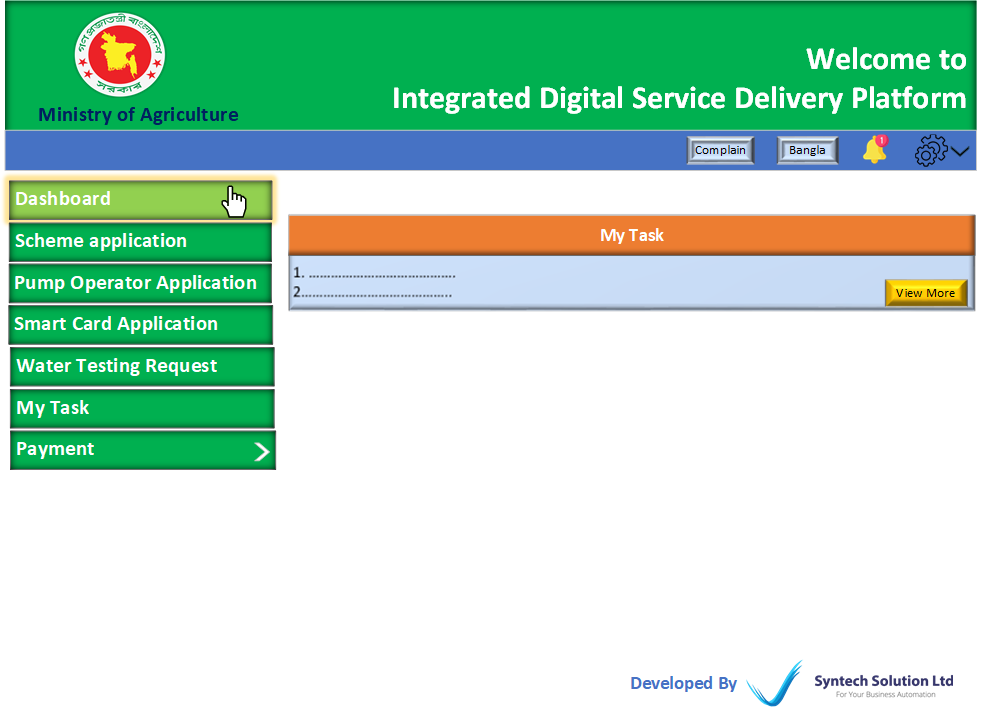 গণপ্রজাতন্ত্রী বাংলাদেশ
সরকার
Ministry of Agriculture
Welcome to
Integrated Digital Service Delivery Platform
Complain
Bangla
1
Dashboard
Scheme application
Pump Operator Application
Smart Card Application
Water Testing Request
My Task
Payment
My Task
1. .......................................
2.........................................
View More
Developed By
Syntech Solution Ltd
For Your Business Automation